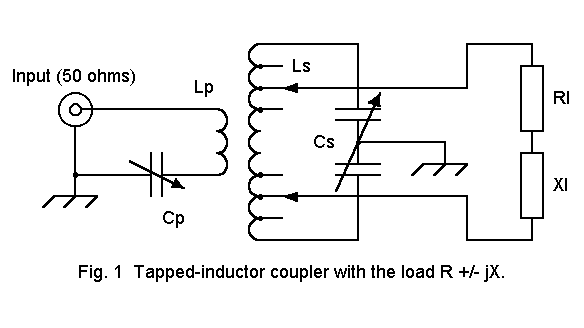 Input (50 ohms)
Lp
Ls
Rl
Cs
Xl
Cp
Fig. 1 Tapped-inductor coupler with the load R +/- jX.